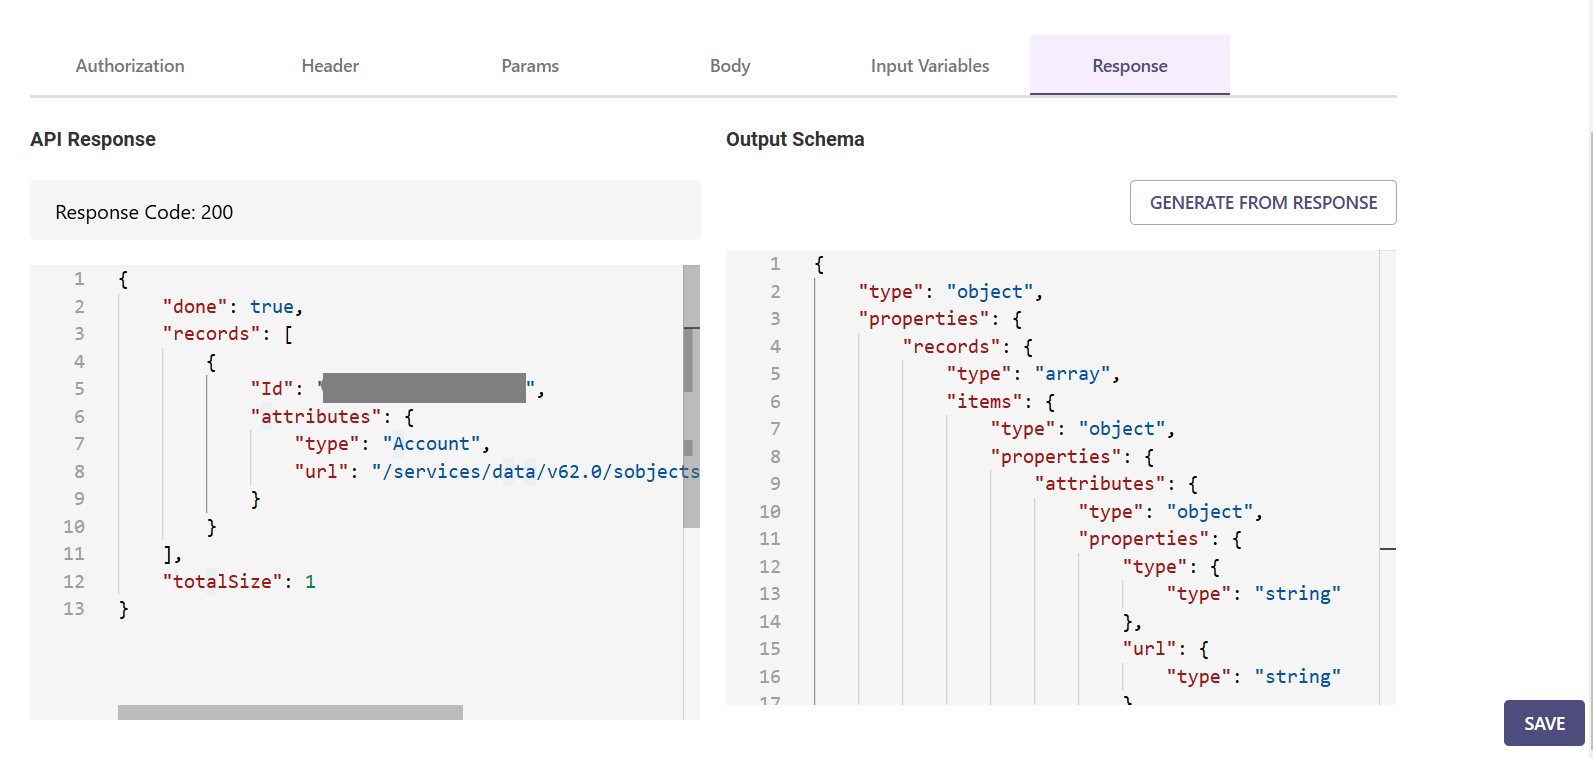 Authorization Header Params Body Input Variables Response
API Response
Response Code: 200
1 {
2 "done": true,
3 "records": [
4 {
5 "Id": "",
6 "attributes": {
7 "type": "Account",
8 "url": "/services/data/v62.0/sobjects
9 }
10 }
11 ],
12 "totalSize": 1
13 }
Output Schema
GENERATE FROM RESPONSE
1 {
2 "type": "object",
3 "properties": {
4 "records": {
5 "type": "array",
6 "items": {
7 "type": "object",
8 "properties": {
9 "attributes": {
10 "type": "object",
11 "properties": {
12 "type": {
13 "type": "string"
14 },
15 "url": {
16 "type": "string"
17 }
SAVE